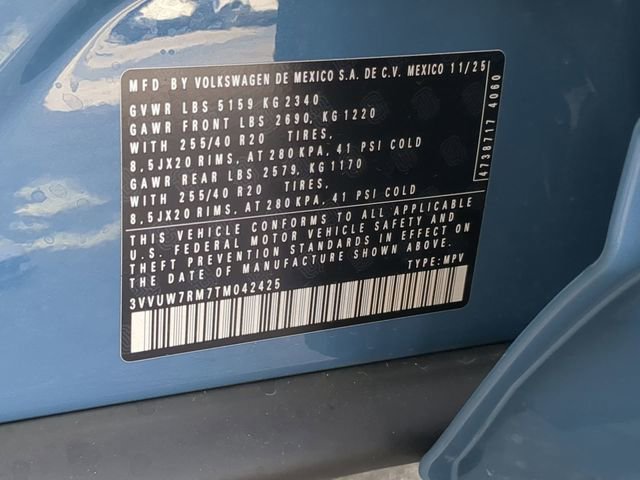 MFD BY VOLKSWAGEN DE MEXICO S.A. DE C.V. MEXICO 11/25
GVWR LBS 5159 KG 2340
GAWR FRONT LBS 2690, KG 1220
WITH 255/40 R20 TIRES,
8,5JX20 RIMS, AT 280 KPA, 41 PSI COLD
GAWR REAR LBS 2579, KG 1170
WITH 255/40 R20 TIRES,
8,5JX20 RIMS, AT 280 KPA, 41 PSI COLD
THIS VEHICLE CONFORMS TO ALL APPLICABLE
U.S. FEDERAL MOTOR VEHICLE SAFETY AND
THEFT PREVENTION STANDARDS IN EFFECT ON
THE DATE OF MANUFACTURE SHOWN ABOVE.
3VVUW7RM7TM042425 TYPE: MPV
4738717 4060